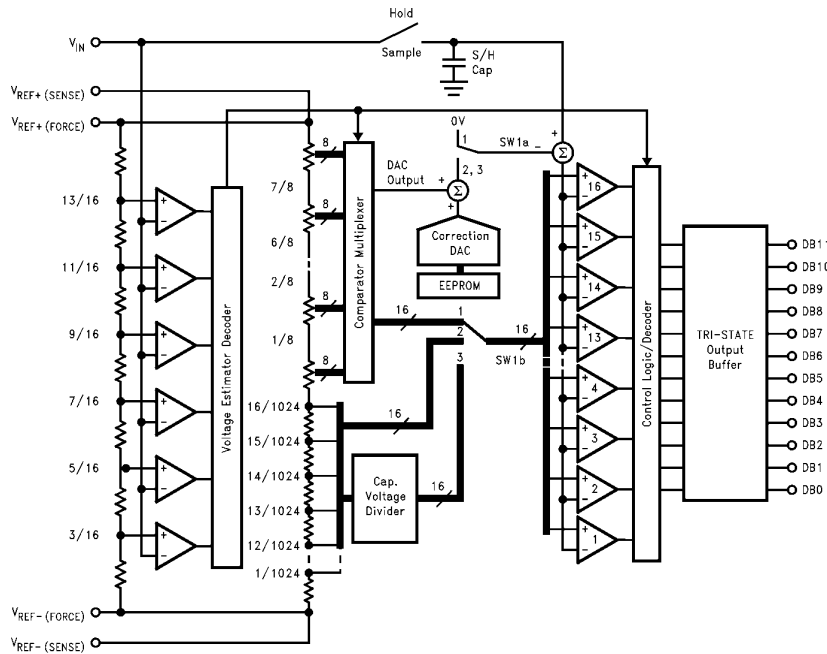 Hold
Sample
V IN
S/H
Cap
V REF+ (SENSE)
V REF+ (FORCE)
0V
1
SW1a
2, 3
DAC
Output
+
Σ
+
+
Σ
-
Correction
DAC
EEPROM
13/16
11/16
9/16
7/16
5/16
3/16
+
-
+
-
+
-
+
-
+
-
+
-
Voltage Estimator Decoder
8
7/8
8
6/8
2/8
8
1/8
8
Comparator Multiplexer
16
1
2
3
16
SW1b
16/1024
15/1024
14/1024
13/1024
12/1024
1/1024
16
Cap.
Voltage
Divider
16
+
-
16
+
-
15
+
-
14
+
-
13
+
-
4
+
-
3
+
-
2
+
-
1
Control Logic/Decoder
TRI-STATE
Output
Buffer
DB11
DB10
DB9
DB8
DB7
DB6
DB5
DB4
DB3
DB2
DB1
DB0
V REF- (FORCE)
V REF- (SENSE)